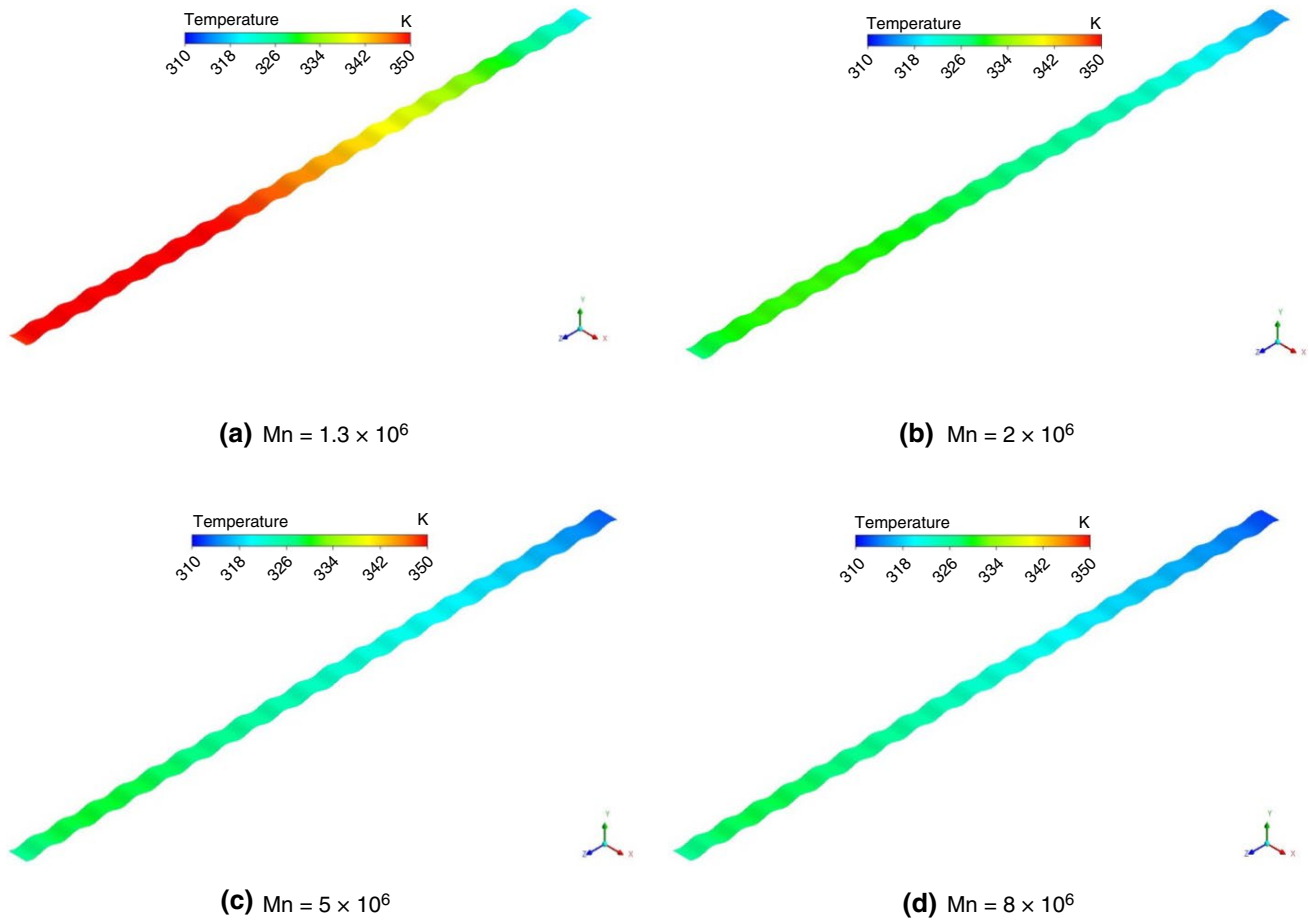 Temperature K
310 318 326 334 342 350
Y
Z X
(a) Mn = 1.3 × 10⁶
Temperature K
310 318 326 334 342 350
Y
Z X
(b) Mn = 2 × 10⁶
Temperature K
310 318 326 334 342 350
Y
Z X
(c) Mn = 5 × 10⁶
Temperature K
310 318 326 334 342 350
Y
Z X
(d) Mn = 8 × 10⁶